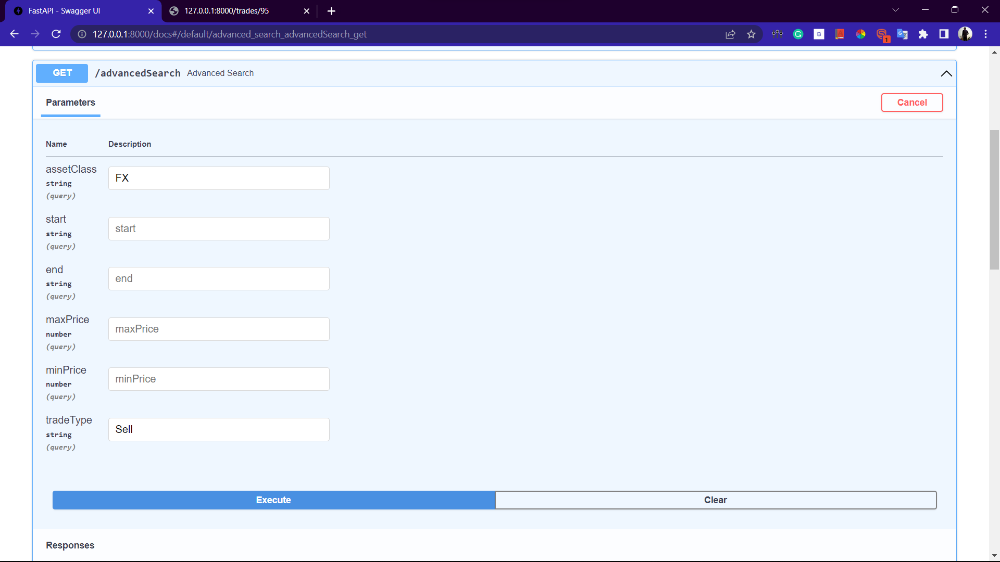 FastAPI - Swagger UI
127.0.0.1:8000/trades/95
127.0.0.1:8000/docs#/default/advanced_search_advancedSearch_get
B
1
GET /advancedSearch Advanced Search
Parameters
Cancel
Name Description
assetClass
string
(query)
FX
start
string
(query)
start
end
string
(query)
end
maxPrice
number
(query)
maxPrice
minPrice
number
(query)
minPrice
tradeType
string
(query)
Sell
Execute
Clear
Responses